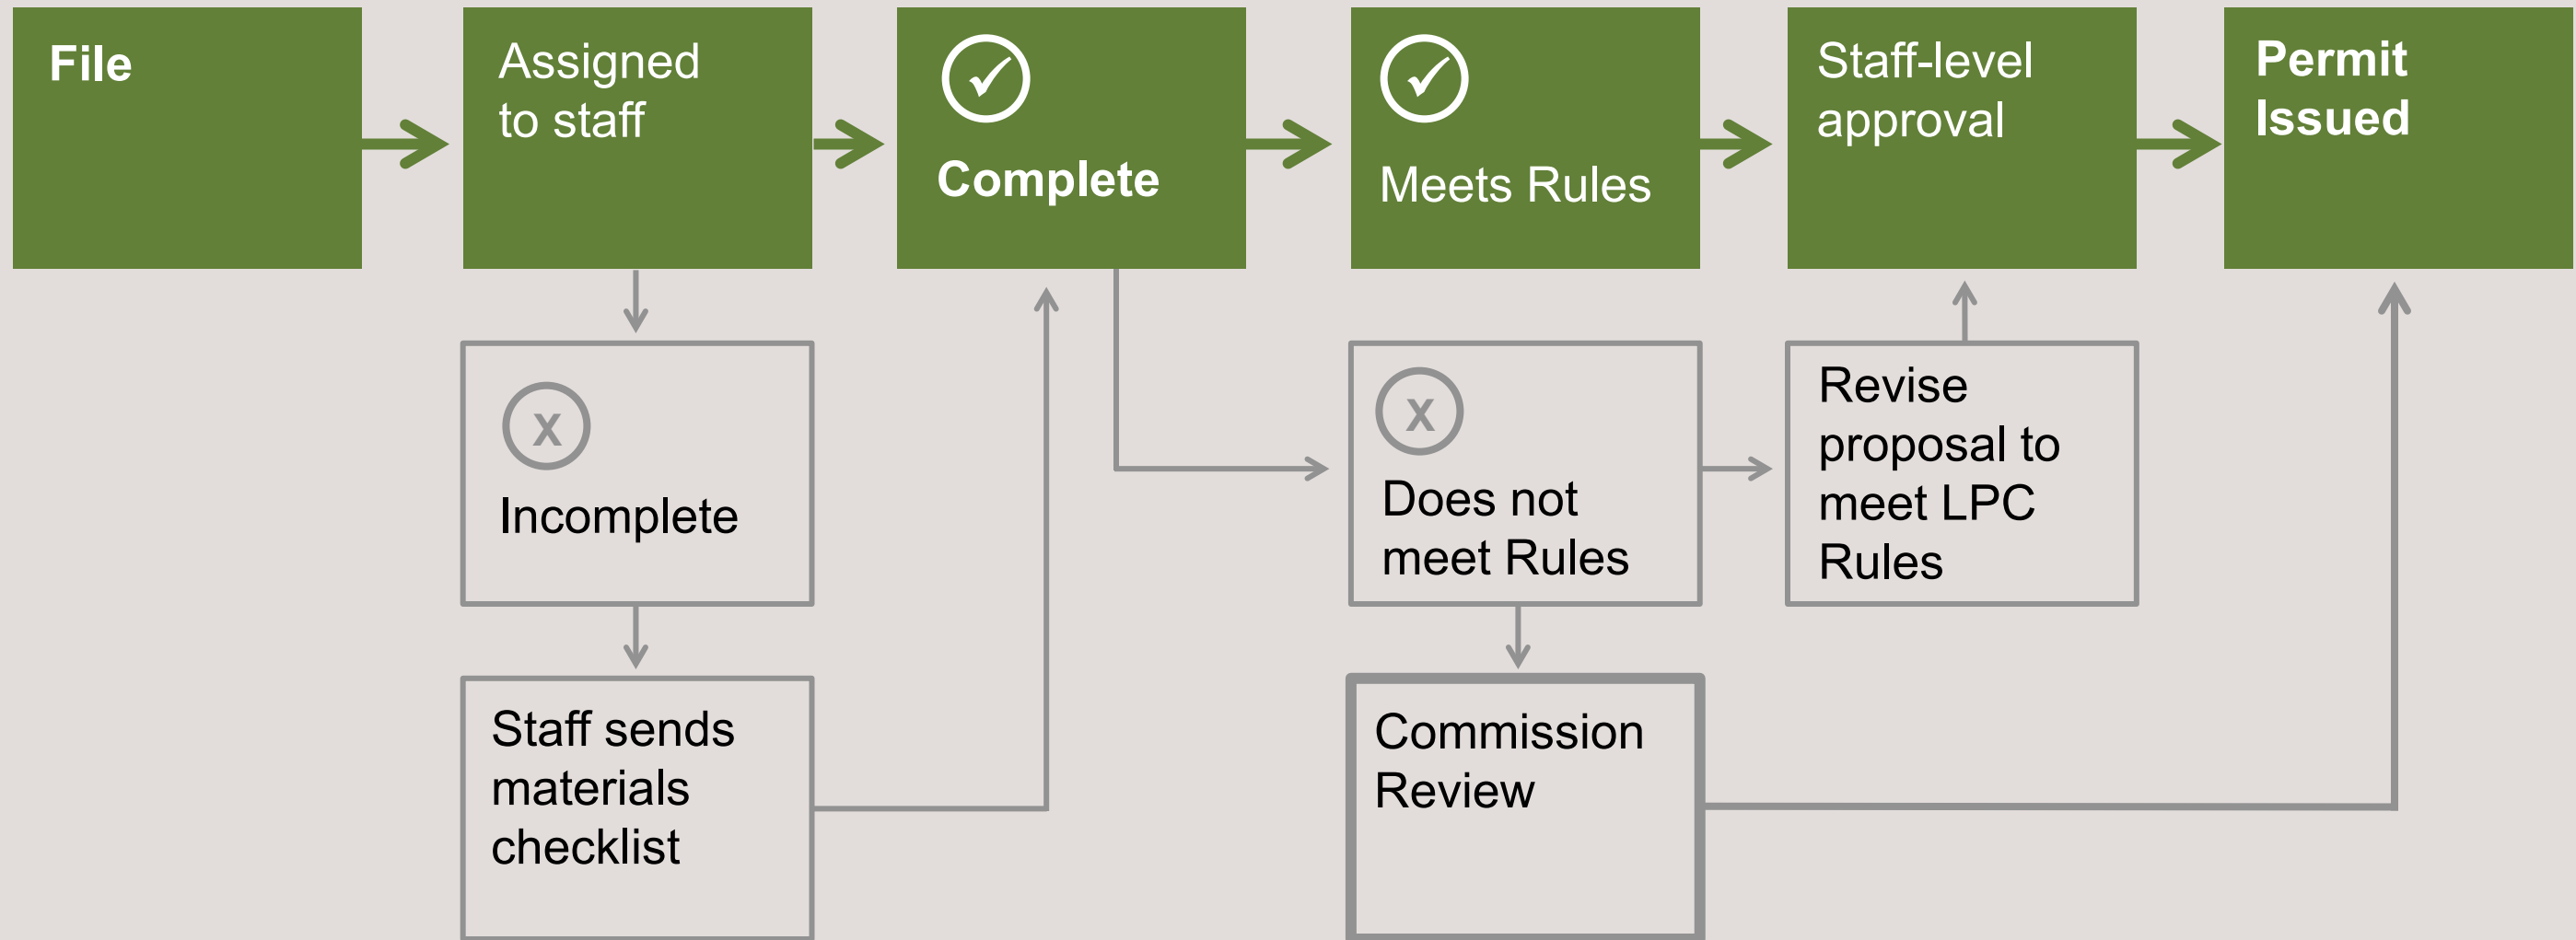 File
Assigned
to staff
✓
Complete
✓
Meets Rules
Staff-level
approval
Permit
Issued
x
Incomplete
x
Does not
meet Rules
Revise
proposal to
meet LPC
Rules
Staff sends
materials
checklist
Commission
Review